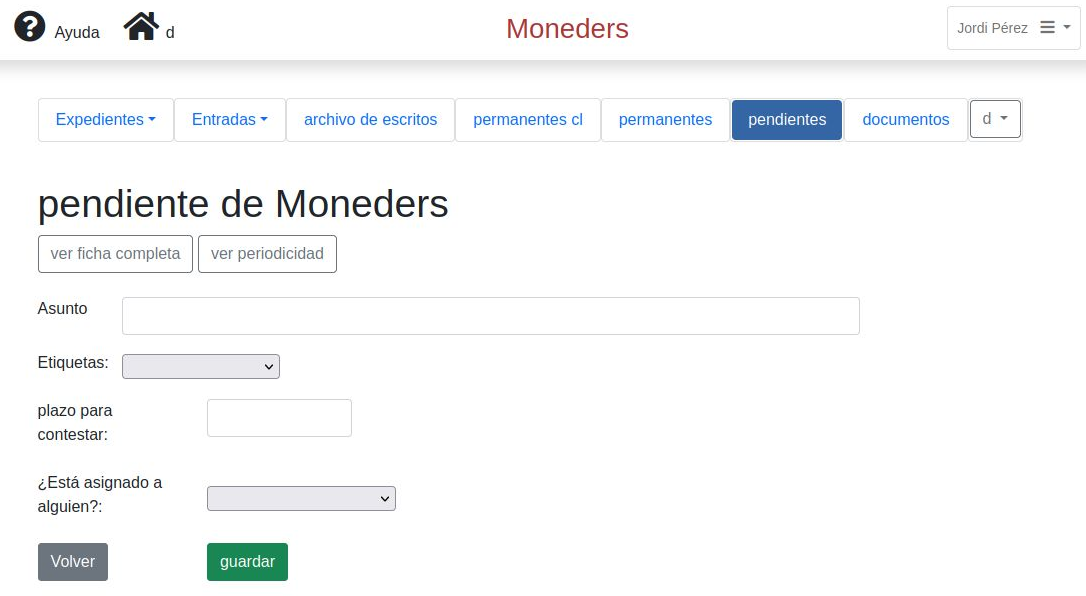 Ayuda d Moneders Jordi Pérez
Expedientes Entradas archivo de escritos permanentes cl permanentes pendientes documentos d
pendiente de Moneders
ver ficha completa ver periodicidad
Asunto
Etiquetas:
plazo para
contestar:
¿Está asignado a
alguien?:
Volver guardar